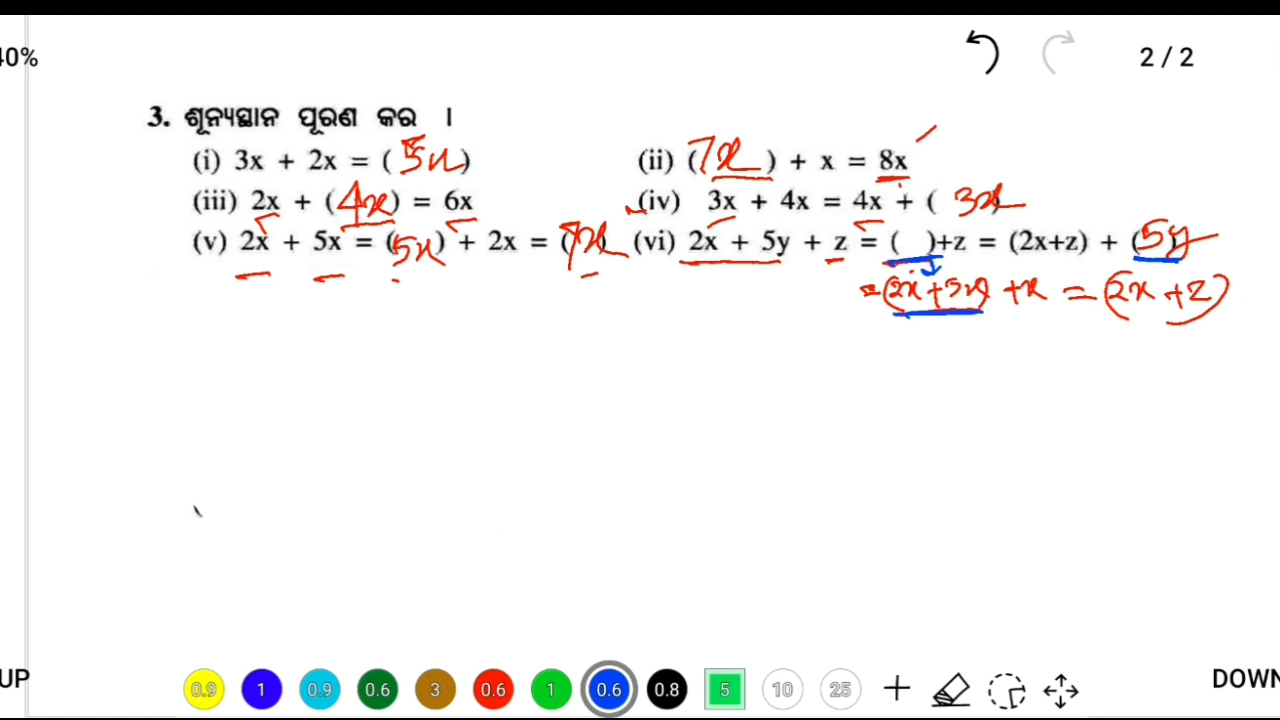 40%
2 / 2
3. ଶୂନ୍ୟସ୍ଥାନ ପୂରଣ କର ।
(i) 3x + 2x = ( 5x ) (ii) ( 7x ) + x = 8x
(iii) 2x + ( 4x ) = 6x (iv) 3x + 4x = 4x + ( 3x
(v) 2x + 5x = ( 5x ) + 2x = ( 7x (vi) 2x + 5y + z = ( )+z = (2x+z) + (5y)
= (2x + 5x) + x = (2x + z)
UP
0.9 1 0.9 0.6 3 0.6 1 0.6 0.8 5 10 25
DOWN